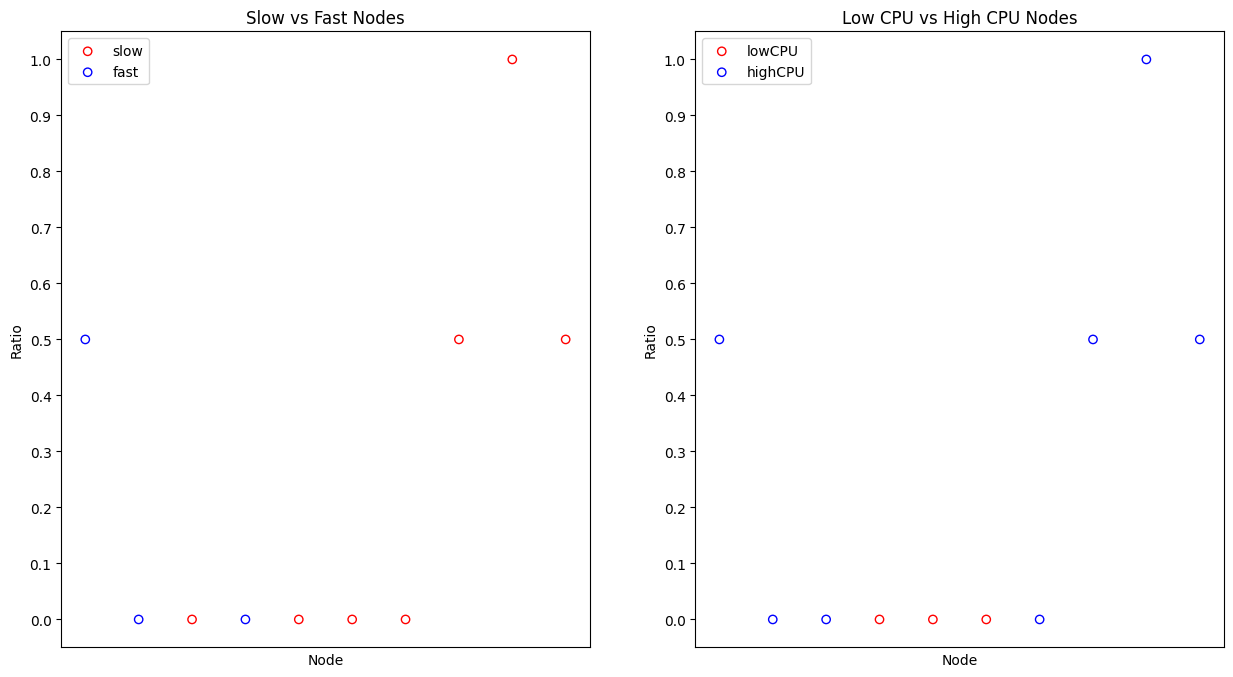 Slow vs Fast Nodes
slow
fast
1.0
0.9
0.8
0.7
0.6
0.5
0.4
0.3
0.2
0.1
0.0
Ratio
Node
Low CPU vs High CPU Nodes
lowCPU
highCPU
1.0
0.9
0.8
0.7
0.6
0.5
0.4
0.3
0.2
0.1
0.0
Ratio
Node